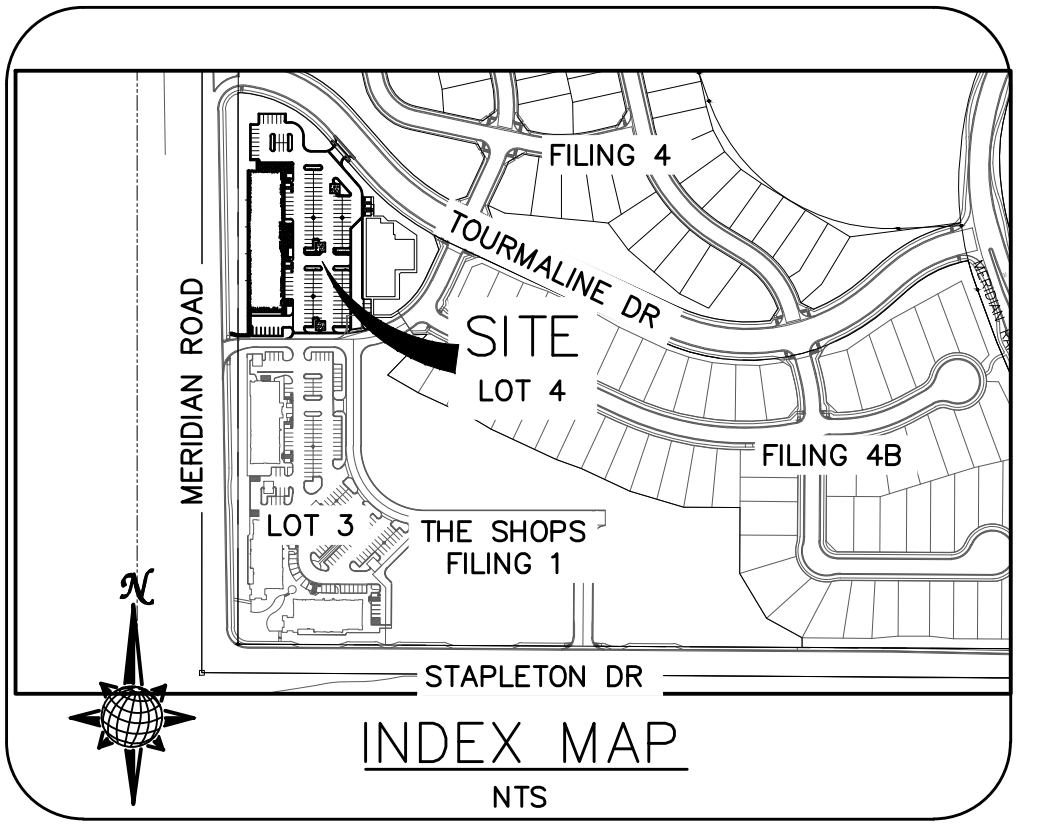 FILING 4
TOURMALINE DR
MERIDIAN
MERIDIAN ROAD
SITE
LOT 4
FILING 4B
LOT 3
THE SHOPS
FILING 1
N
STAPLETON DR
INDEX MAP
NTS